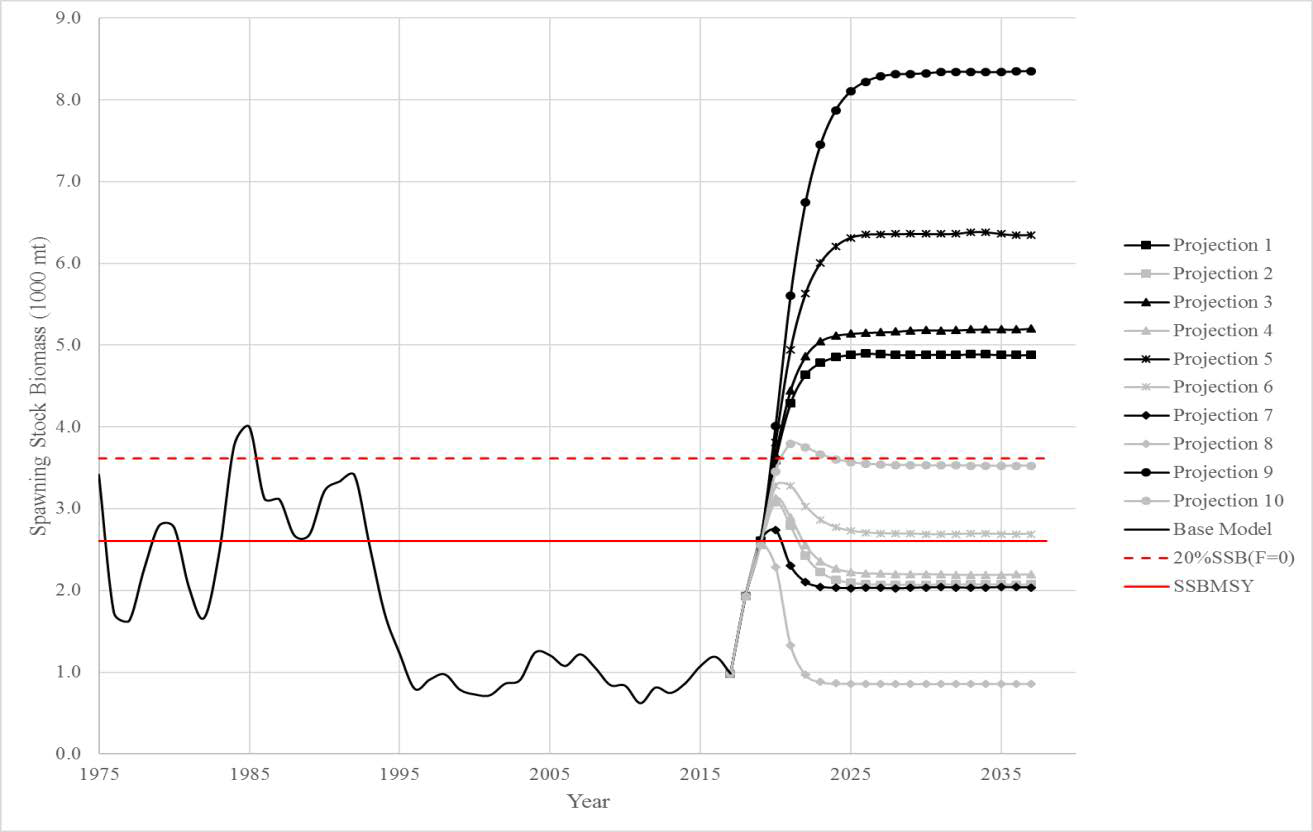 9.0
8.0
7.0
6.0
5.0
4.0
3.0
2.0
1.0
0.0
Spawning Stock Biomass (1000 mt)
1975 1985 1995 2005 2015 2025 2035
Year
Projection 1
Projection 2
Projection 3
Projection 4
Projection 5
Projection 6
Projection 7
Projection 8
Projection 9
Projection 10
Base Model
20%SSB(F=0)
SSBMSY